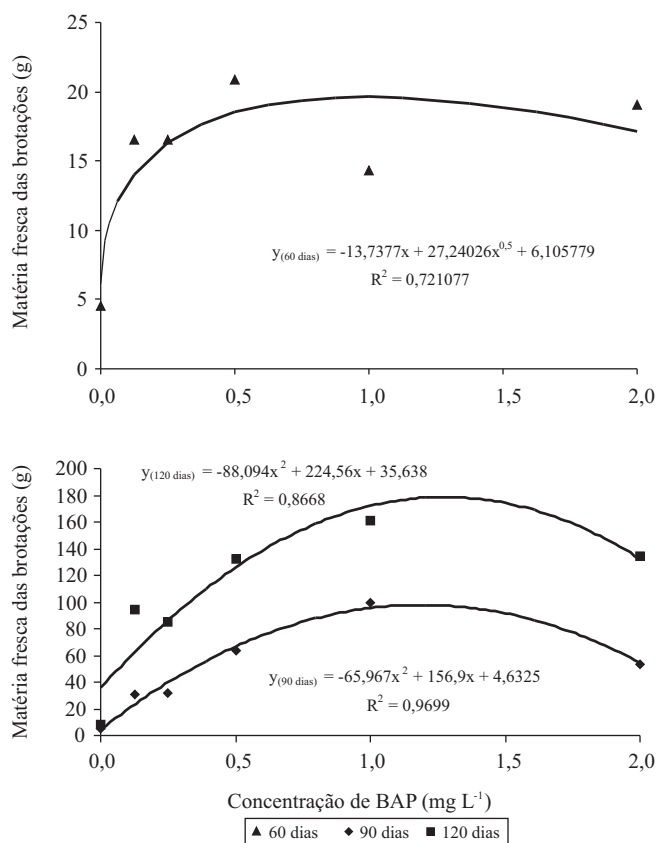 25
20
15
10
5
0
Matéria fresca das brotações (g)
y(60 dias) = -13,7377x + 27,24026x^0,5 + 6,105779
R² = 0,721077
0,0 0,5 1,0 1,5 2,0
200
180
160
140
120
100
80
60
40
20
0
Matéria fresca das brotações (g)
y(120 dias) = -88,094x² + 224,56x + 35,638
R² = 0,8668
y(90 dias) = -65,967x² + 156,9x + 4,6325
R² = 0,9699
0,0 0,5 1,0 1,5 2,0
Concentração de BAP (mg L⁻¹)
▲ 60 dias ◆ 90 dias ■ 120 dias